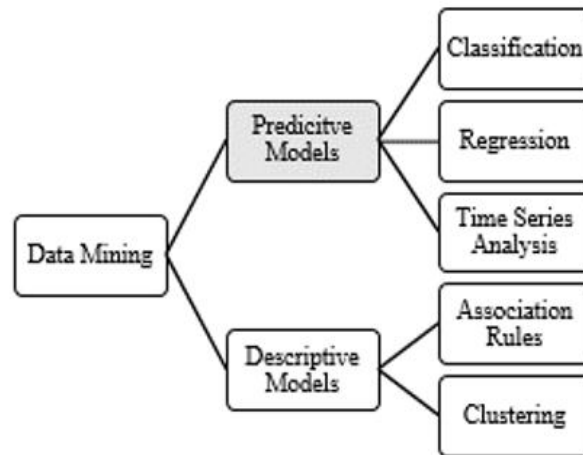 Classification
Predicitve
Models
Regression
Time Series
Analysis
Data Mining
Association
Rules
Descriptive
Models
Clustering